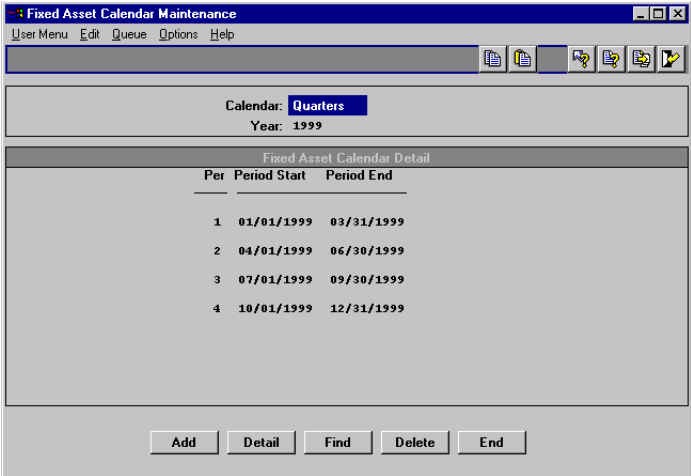 Fixed Asset Calendar Maintenance
User Menu Edit Queue Options Help
Calendar: Quarters
Year: 1999
Fixed Asset Calendar Detail
Per Period Start Period End
1 01/01/1999 03/31/1999
2 04/01/1999 06/30/1999
3 07/01/1999 09/30/1999
4 10/01/1999 12/31/1999
Add Detail Find Delete End